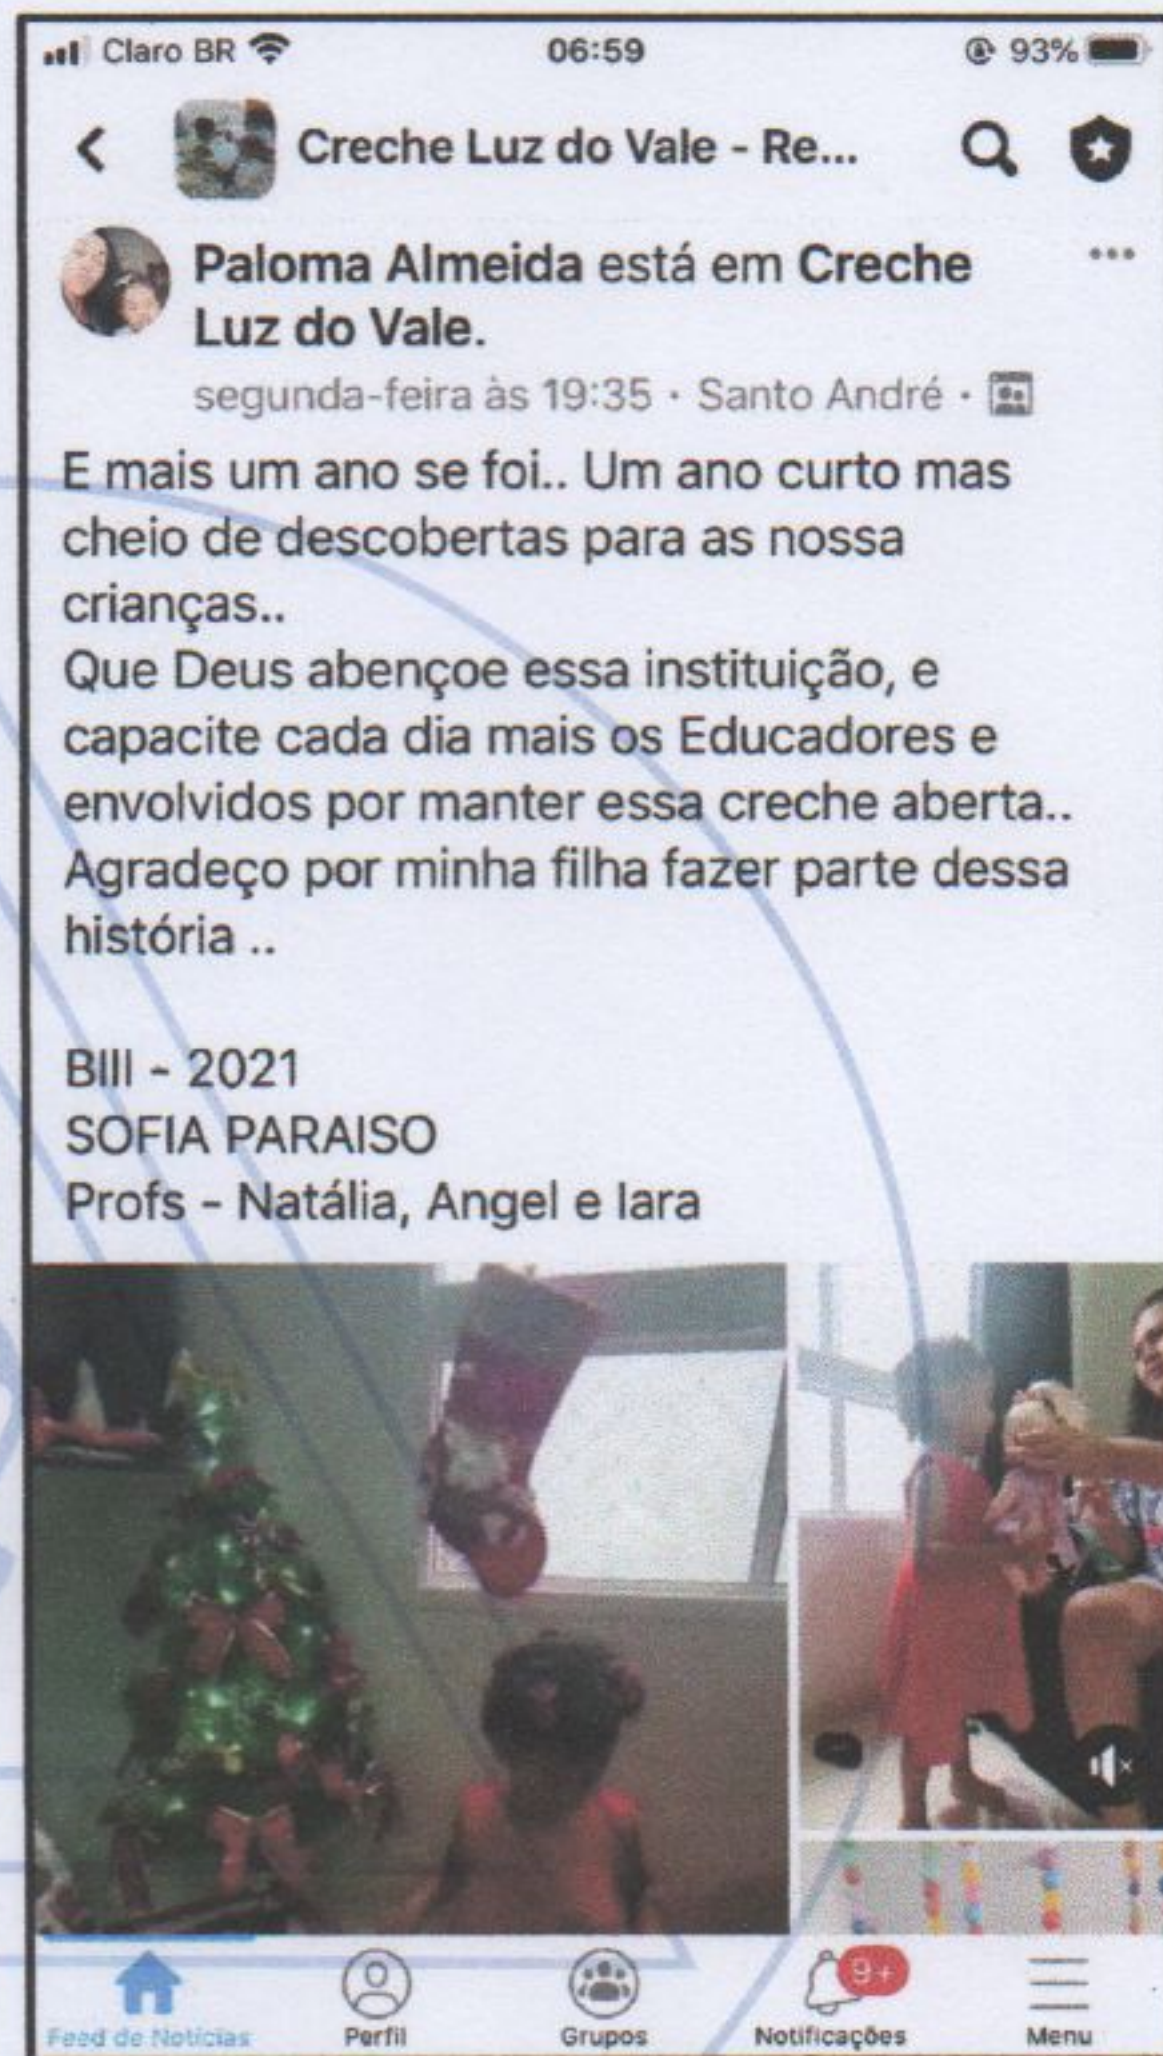 Claro BR 06:59 93%
Creche Luz do Vale - Re...
Paloma Almeida está em Creche
Luz do Vale.
segunda-feira às 19:35 · Santo André ·
E mais um ano se foi.. Um ano curto mas
cheio de descobertas para as nossa
crianças..
Que Deus abençoe essa instituição, e
capacite cada dia mais os Educadores e
envolvidos por manter essa creche aberta..
Agradeço por minha filha fazer parte dessa
história ..
BIII - 2021
SOFIA PARAISO
Profs - Natália, Angel e Iara
9+
Feed de Notícias Perfil Grupos Notificações Menu